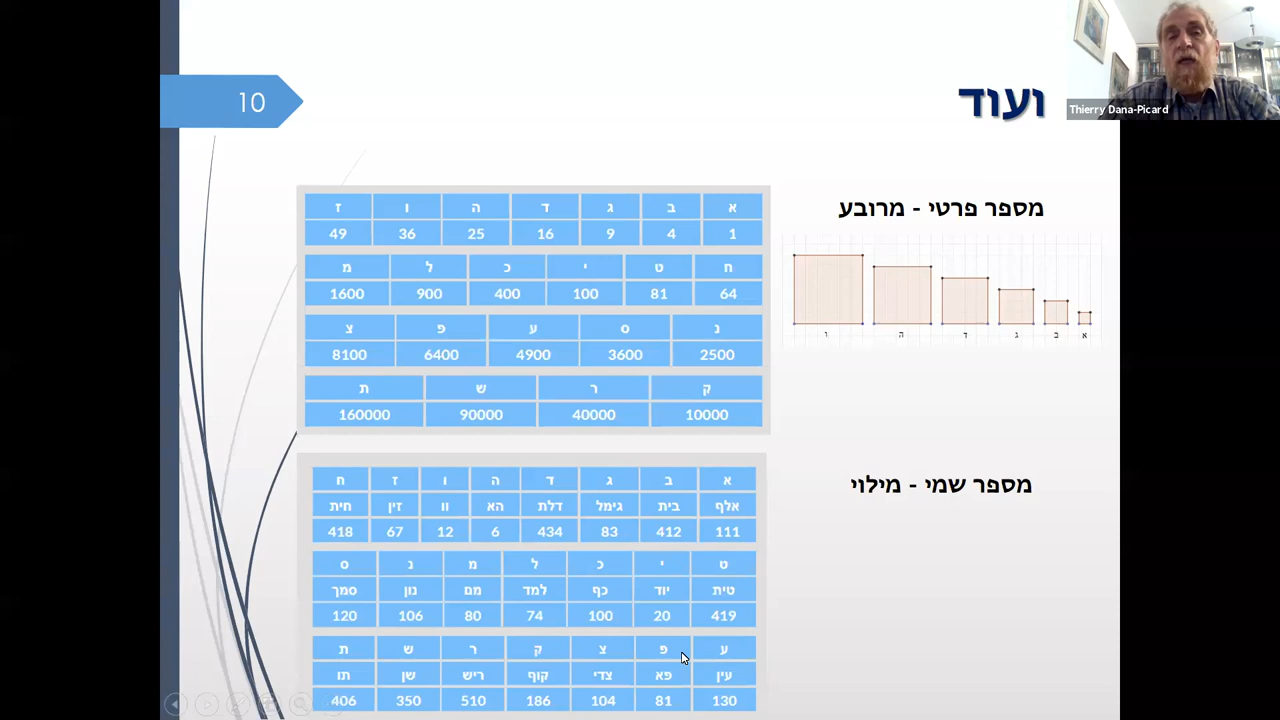 10
ועוד
Thierry Dana-Picard
מספר פרטי - מרובע
א ב ג ד ה ו ז
1 4 9 16 25 36 49
ח ט י כ ל מ
64 81 100 400 900 1600
נ ס ע פ צ
2500 3600 4900 6400 8100
ק ר ש ת
10000 40000 90000 160000
א ב ג ד ה ו
מספר שמי - מילוי
א ב ג ד ה ו ז ח
אלף בית גימל דלת הא וו זין חית
111 412 83 434 6 12 67 418
ט י כ ל מ נ ס
טית יוד כף למד מם נון סמך
419 20 100 74 80 106 120
ע פ צ ק ר ש ת
עין פא צדי קוף ריש שן תו
130 81 104 186 510 350 406